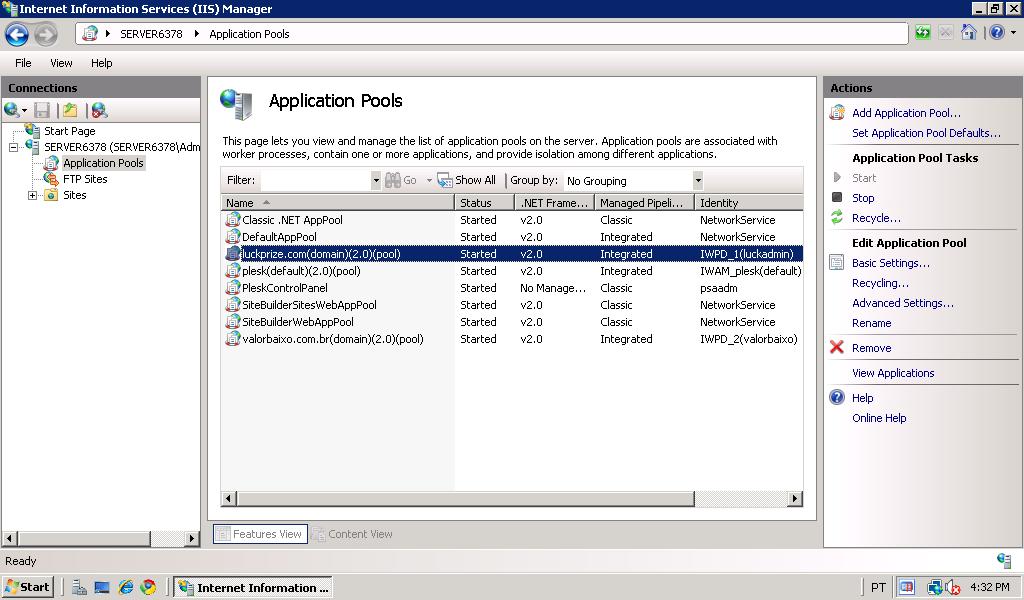 Internet Information Services (IIS) Manager
SERVER6378 Application Pools
File View Help
Connections
Start Page
SERVER6378 (SERVER6378\Adm
Application Pools
FTP Sites
Sites
Application Pools
This page lets you view and manage the list of application pools on the server. Application pools are associated with
worker processes, contain one or more applications, and provide isolation among different applications.
Filter: Go Show All Group by: No Grouping
Name Status .NET Frame... Managed Pipeli... Identity
Classic .NET AppPool Started v2.0 Classic NetworkService
DefaultAppPool Started v2.0 Integrated NetworkService
luckprize.com(domain)(2.0)(pool) Started v2.0 Integrated IWPD_1(luckadmin)
plesk(default)(2.0)(pool) Started v2.0 Integrated IWAM_plesk(default)
PleskControlPanel Started No Manage... Classic psaadm
SiteBuilderSitesWebAppPool Started v2.0 Classic NetworkService
SiteBuilderWebAppPool Started v2.0 Classic NetworkService
valorbaixo.com.br(domain)(2.0)(pool) Started v2.0 Integrated IWPD_2(valorbaixo)
Features View Content View
Actions
Add Application Pool...
Set Application Pool Defaults...
Application Pool Tasks
Start
Stop
Recycle...
Edit Application Pool
Basic Settings...
Recycling...
Advanced Settings...
Rename
Remove
View Applications
Help
Online Help
Ready
Start Internet Information ... PT 4:32 PM